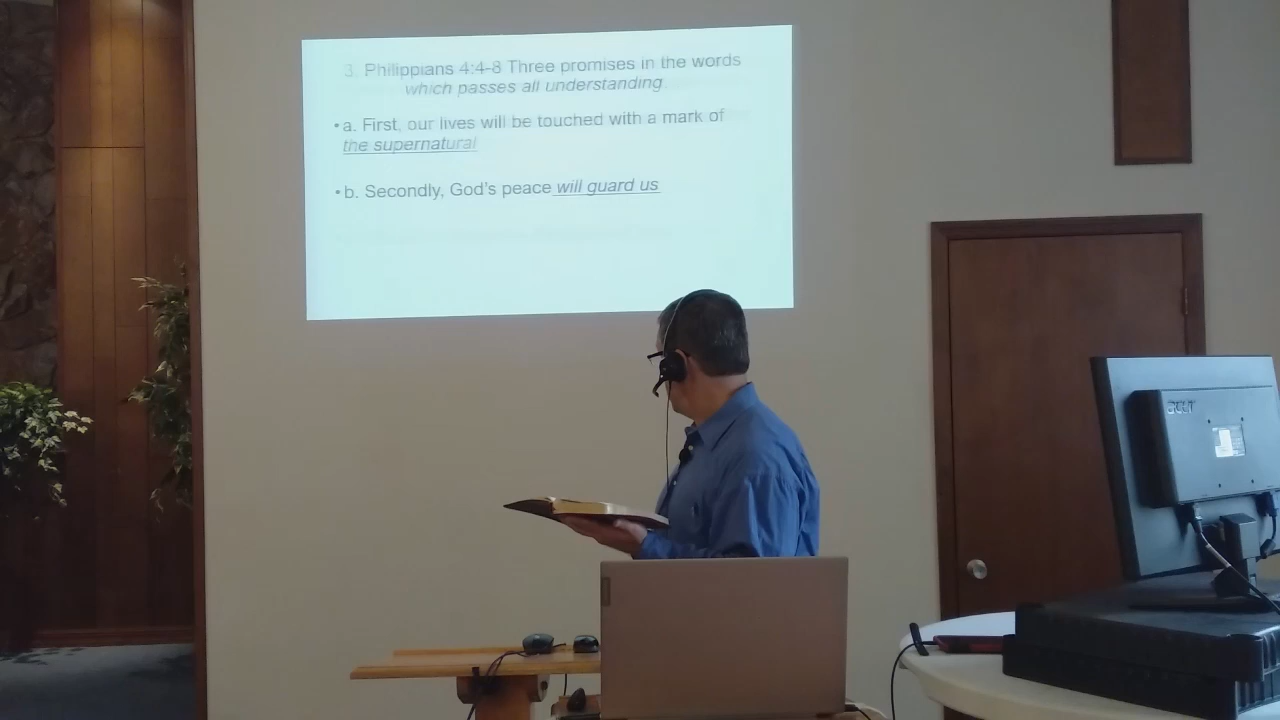 3. Philippians 4:4-8 Three promises in the words
which passes all understanding.
•a. First, our lives will be touched with a mark of
the supernatural
•b. Secondly, God's peace will guard us
acer